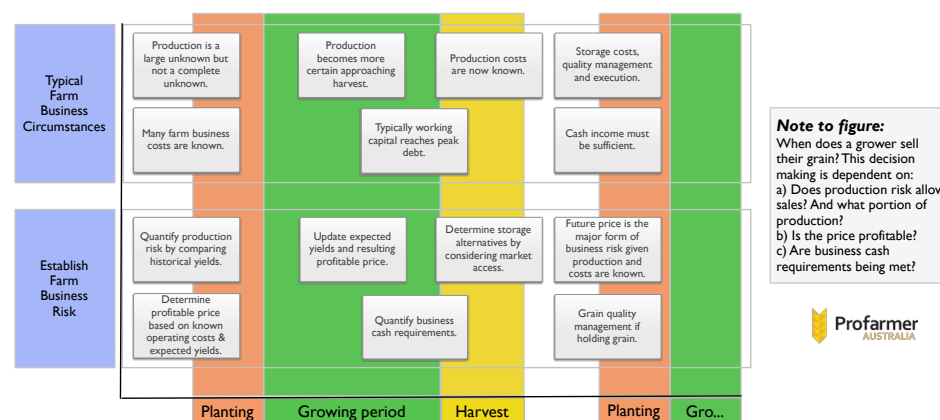 Typical
Farm
Business
Circumstances
Production is a
large unknown but
not a complete
unknown.
Many farm business
costs are known.
Production
becomes more
certain approaching
harvest.
Typically working
capital reaches peak
debt.
Production costs
are now known.
Storage costs,
quality management
and execution.
Cash income must
be sufficient.
Establish
Farm
Business
Risk
Quantify production
risk by comparing
historical yields.
Determine
profitable price
based on known
operating costs &
expected yields.
Update expected
yields and resulting
profitable price.
Quantify business
cash requirements.
Determine storage
alternatives by
considering market
access.
Future price is the
major form of
business risk given
production and
costs are known.
Grain quality
management if
holding grain.
Planting
Growing period
Harvest
Planting
Gro...
Note to figure:
When does a grower sell
their grain? This decision
making is dependent on:
a) Does production risk allow
sales? And what portion of
production?
b) Is the price profitable?
c) Are business cash
requirements being met?
Profarmer
AUSTRALIA